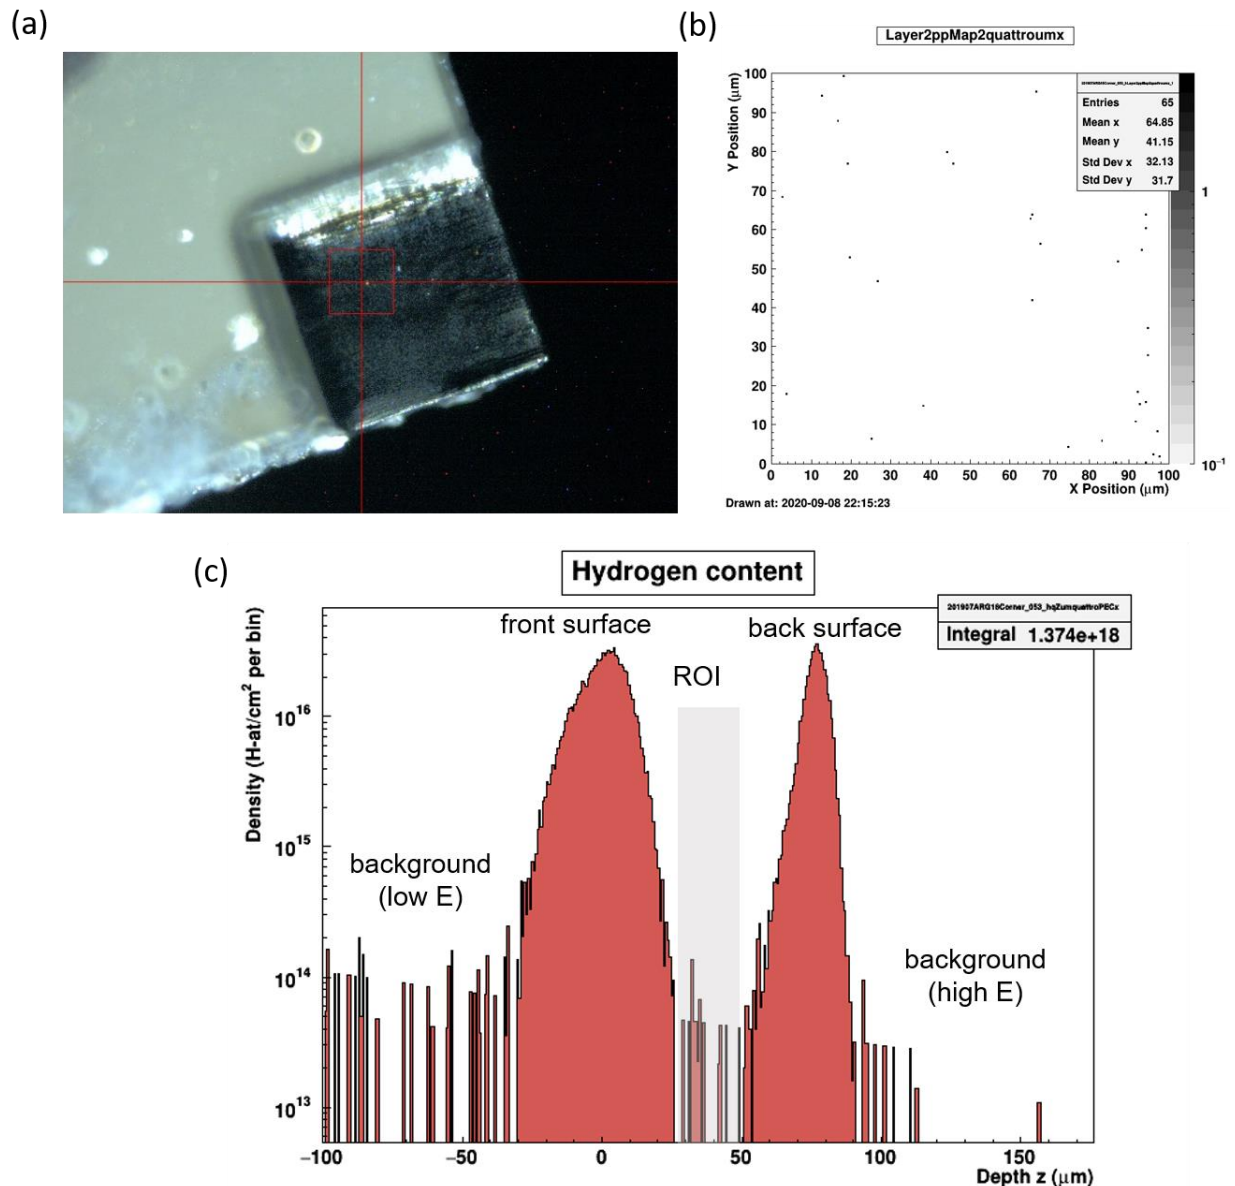 (a)
(b)
Layer2ppMap2quattroumx
Y Position (μm)
100
90
80
70
60
50
40
30
20
10
0
Entries 65
Mean x 64.85
Mean y 41.15
Std Dev x 32.13
Std Dev y 31.7
1
10⁻¹
0 10 20 30 40 50 60 70 80 90 100
X Position (μm)
Drawn at: 2020-09-08 22:15:23
(c)
Hydrogen content
201907ARG18Corner_053_hqZumquattroPECx
Integral 1.374e+18
front surface
back surface
ROI
Density (H-at/cm² per bin)
10¹⁶
10¹⁵
10¹⁴
10¹³
background
(low E)
background
(high E)
−100 −50 0 50 100 150
Depth z (μm)